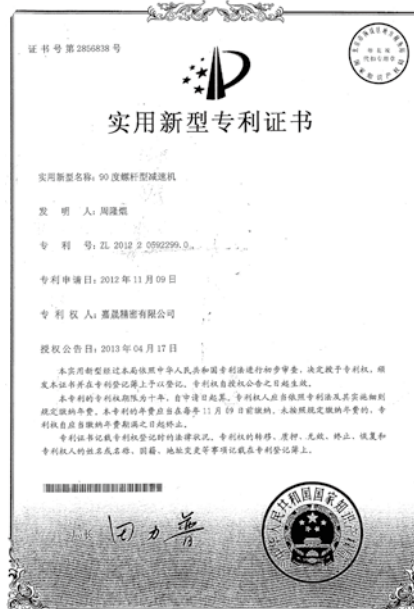 证书号第2856838号
实用新型专利证书
实用新型名称：90度螺杆型减速机
发 明 人：周隆焜
专 利 号：ZL 2012 2 0592299.0
专利申请日：2012年11月09日
专 利 权 人：嘉晟精密有限公司
授权公告日：2013年04月17日
本实用新型经过本局依照中华人民共和国专利法进行初步审查，决定授予专利权，颁
发本证书并在专利登记簿上予以登记。专利权自授权公告之日起生效。
本专利的专利权期限为十年，自申请日起算。专利权人应当依照专利法及其实施细则
规定缴纳年费。本专利的年费应当在每年11月09日前缴纳。未按照规定缴纳年费的，专
利权自应当缴纳年费期满之日起终止。
专利证书记载专利权登记时的法律状况。专利权的转移、质押、无效、终止、恢复和
专利权人的姓名或名称、国籍、地址变更等事项记载在专利登记簿上。
田力普